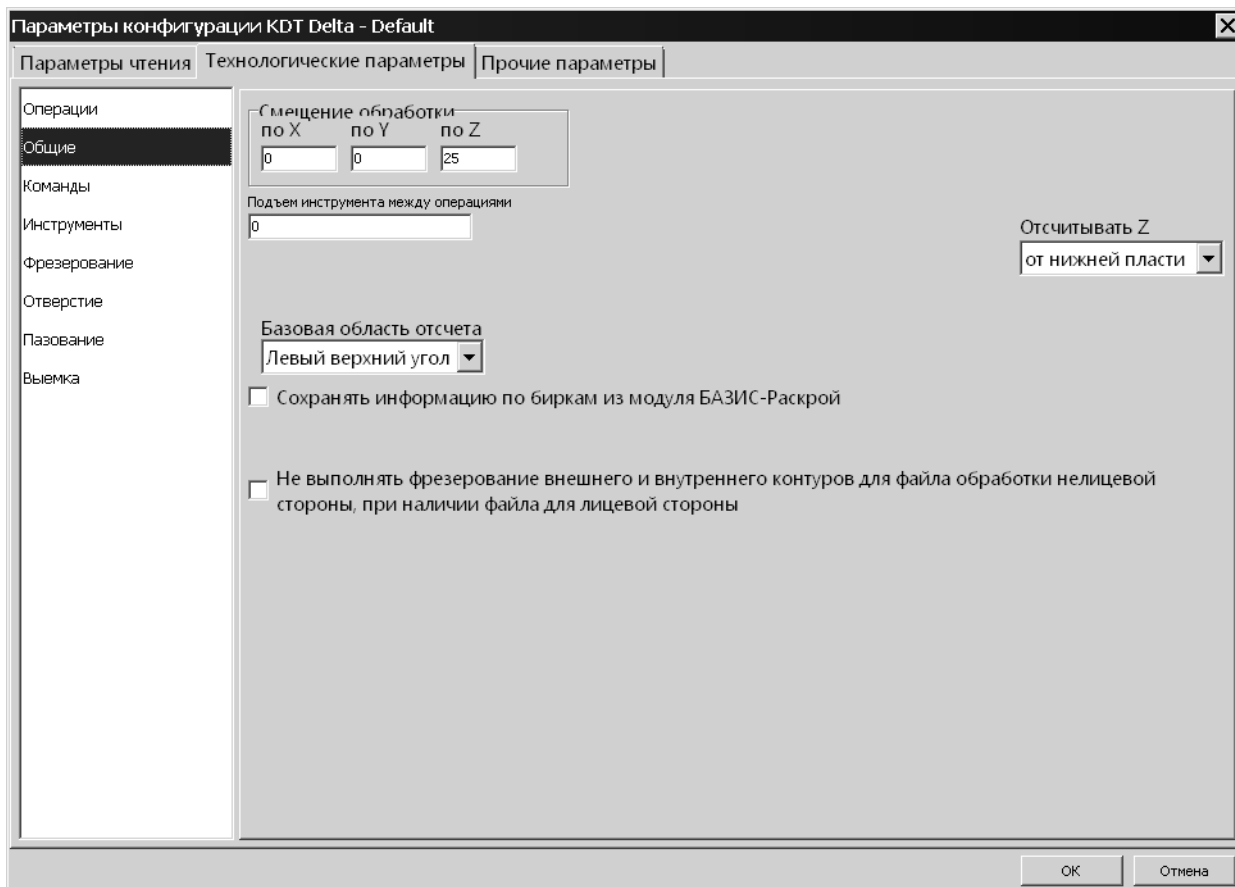 Параметры конфигурации KDT Delta - Default
Параметры чтения Технологические параметры Прочие параметры
Операции
Общие
Команды
Инструменты
Фрезерование
Отверстие
Пазование
Выемка
Смещение обработки
по X по Y по Z
0 0 25
Подъем инструмента между операциями
0
Отсчитывать Z
от нижней пласти
Базовая область отсчета
Левый верхний угол
Сохранять информацию по биркам из модуля БАЗИС-Раскрой
Не выполнять фрезерование внешнего и внутреннего контуров для файла обработки нелицевой
стороны, при наличии файла для лицевой стороны
ОК Отмена